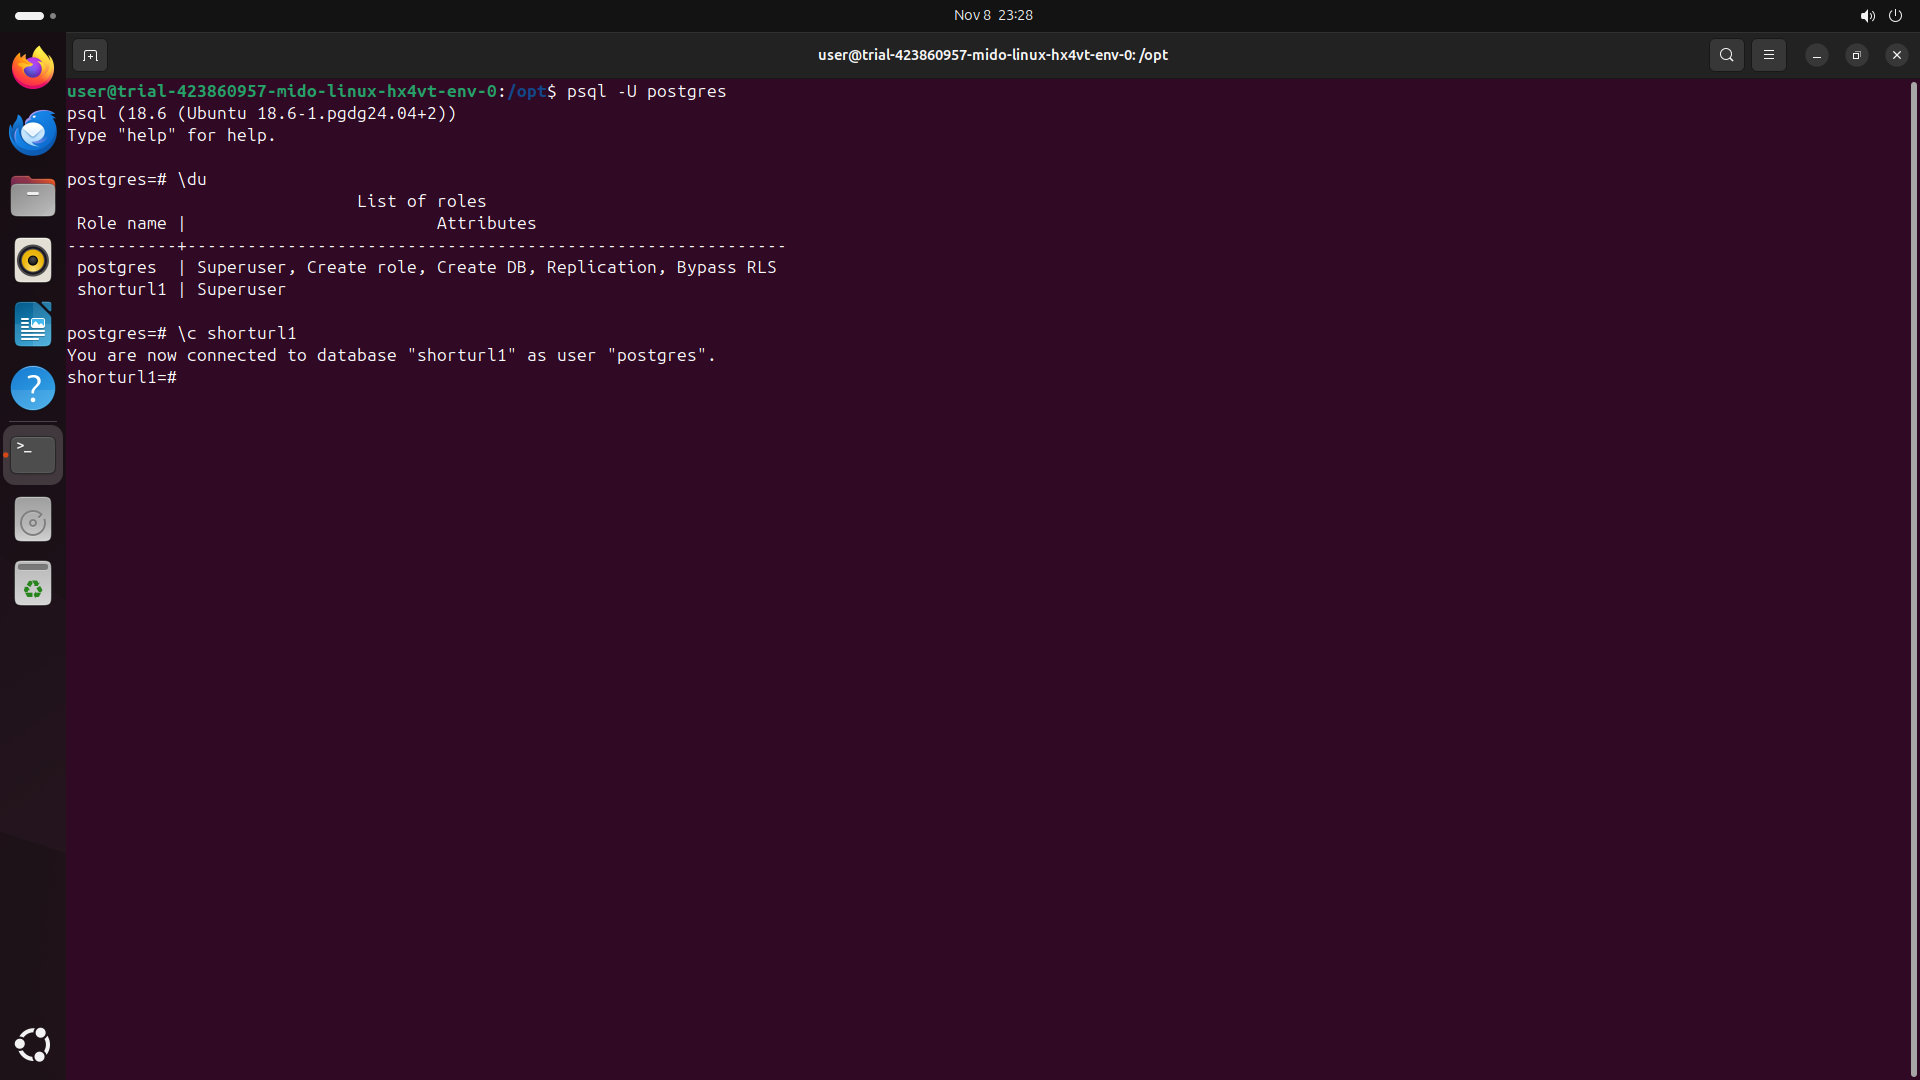 Nov 8 23:28
user@trial-423860957-mido-linux-hx4vt-env-0: /opt
user@trial-423860957-mido-linux-hx4vt-env-0:/opt$ psql -U postgres
psql (18.6 (Ubuntu 18.6-1.pgdg24.04+2))
Type "help" for help.

postgres=# \du
                             List of roles
 Role name |                         Attributes
-----------+------------------------------------------------------------
 postgres  | Superuser, Create role, Create DB, Replication, Bypass RLS
 shorturl1 | Superuser

postgres=# \c shorturl1
You are now connected to database "shorturl1" as user "postgres".
shorturl1=#